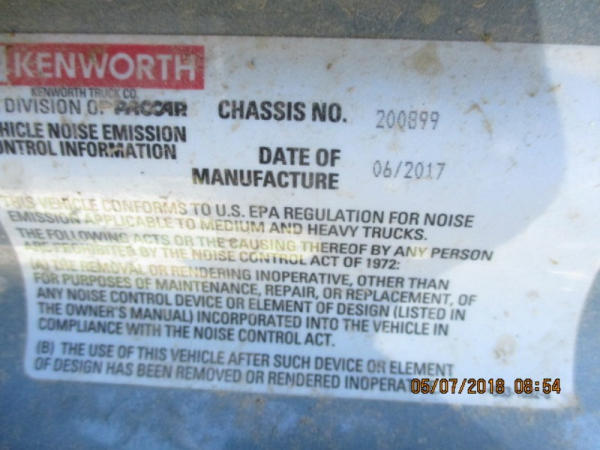 KENWORTH
KENWORTH TRUCK CO.
DIVISION OF PACCAR
CHASSIS NO. 200899
HICLE NOISE EMISSION
NTROL INFORMATION
DATE OF
MANUFACTURE 06/2017
THIS VEHICLE CONFORMS TO U.S. EPA REGULATION FOR NOISE
EMISSION APPLICABLE TO MEDIUM AND HEAVY TRUCKS.
THE FOLLOWING ACTS OR THE CAUSING THEREOF BY ANY PERSON
ARE PROHIBITED BY THE NOISE CONTROL ACT OF 1972:
(A) THE REMOVAL OR RENDERING INOPERATIVE, OTHER THAN
FOR PURPOSES OF MAINTENANCE, REPAIR, OR REPLACEMENT, OF
ANY NOISE CONTROL DEVICE OR ELEMENT OF DESIGN (LISTED IN
THE OWNER'S MANUAL) INCORPORATED INTO THE VEHICLE IN
COMPLIANCE WITH THE NOISE CONTROL ACT.
(B) THE USE OF THIS VEHICLE AFTER SUCH DEVICE OR ELEMENT
OF DESIGN HAS BEEN REMOVED OR RENDERED INOPERATI
05/07/2018 08:54